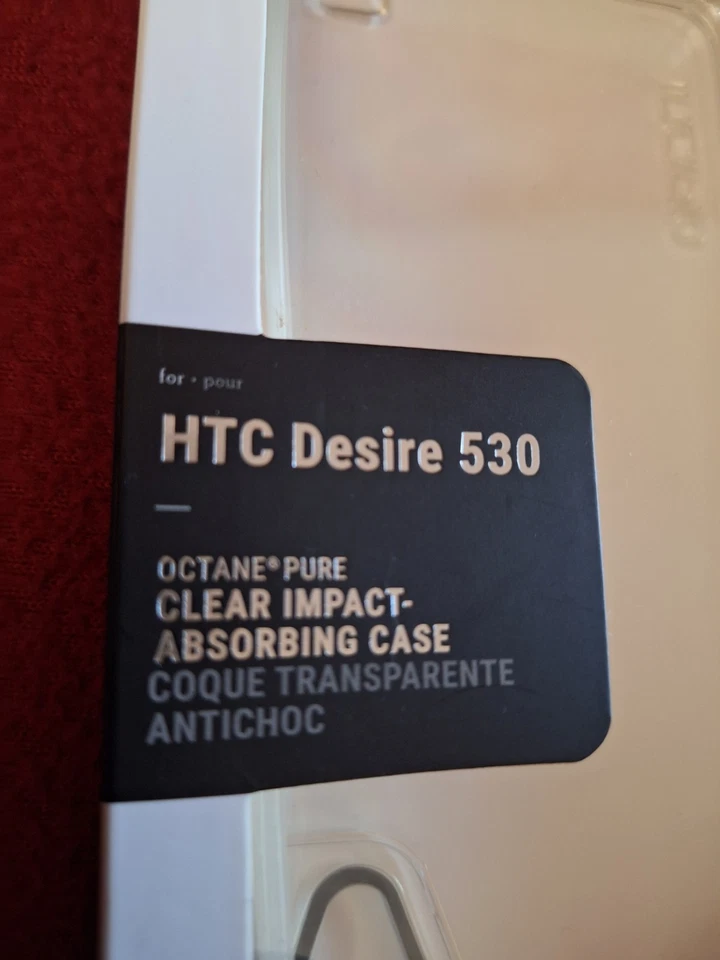 for • pour
HTC Desire 530
OCTANE® PURE
CLEAR IMPACT-
ABSORBING CASE
COQUE TRANSPARENTE
ANTICHOC